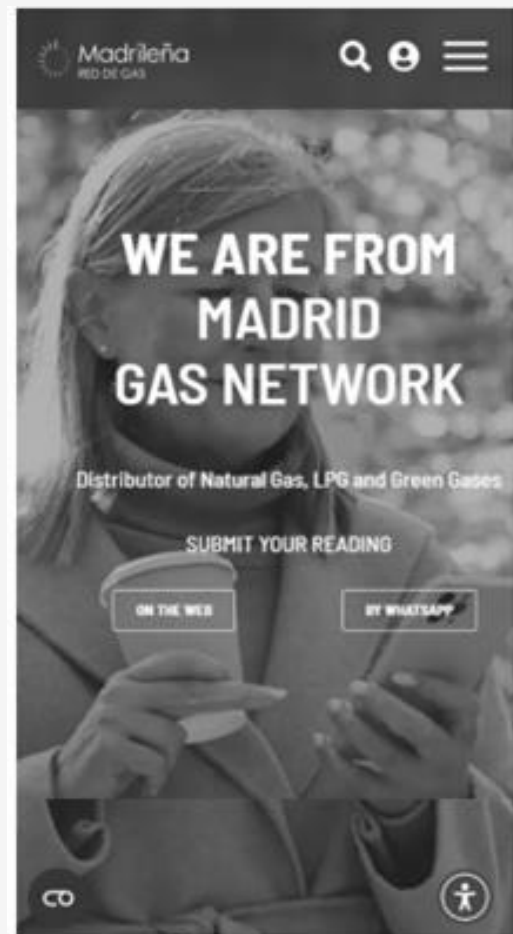 Madrileña
RED DE GAS
WE ARE FROM
MADRID
GAS NETWORK
Distributor of Natural Gas, LPG and Green Gases
SUBMIT YOUR READING
ON THE WEB
BY WHATSAPP